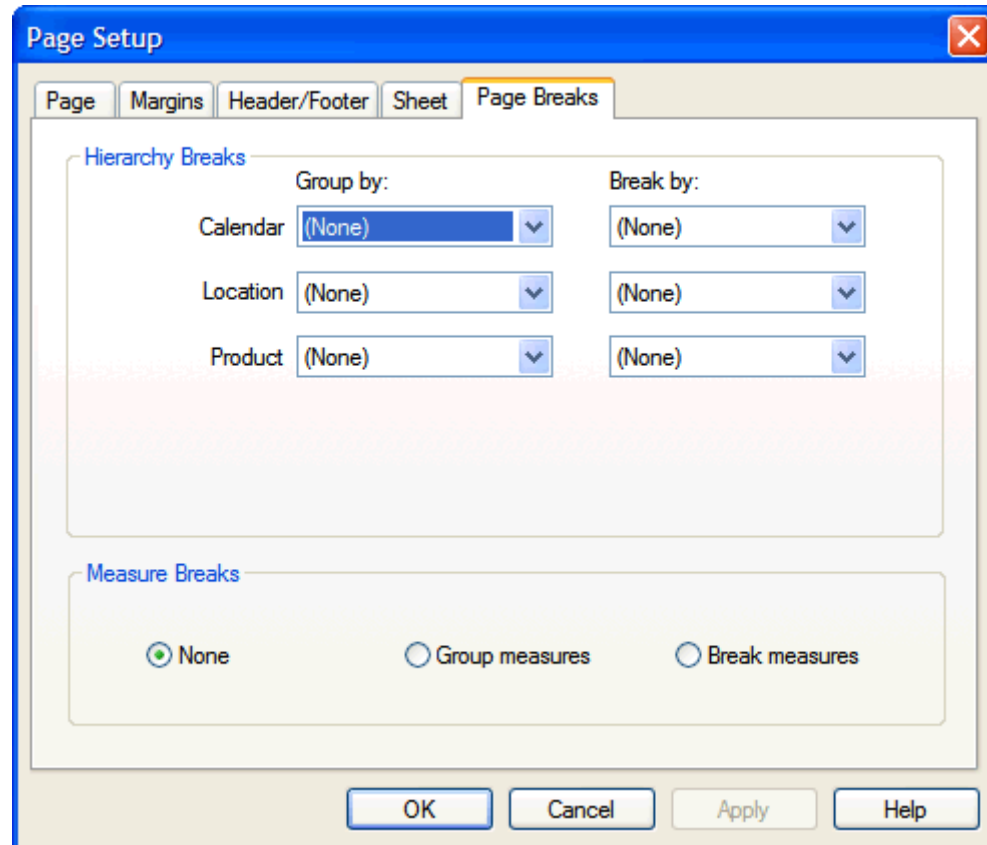 Page Setup
Page Margins Header/Footer Sheet Page Breaks
Hierarchy Breaks
Group by: Break by:
Calendar (None) (None)
Location (None) (None)
Product (None) (None)
Measure Breaks
None Group measures Break measures
OK Cancel Apply Help